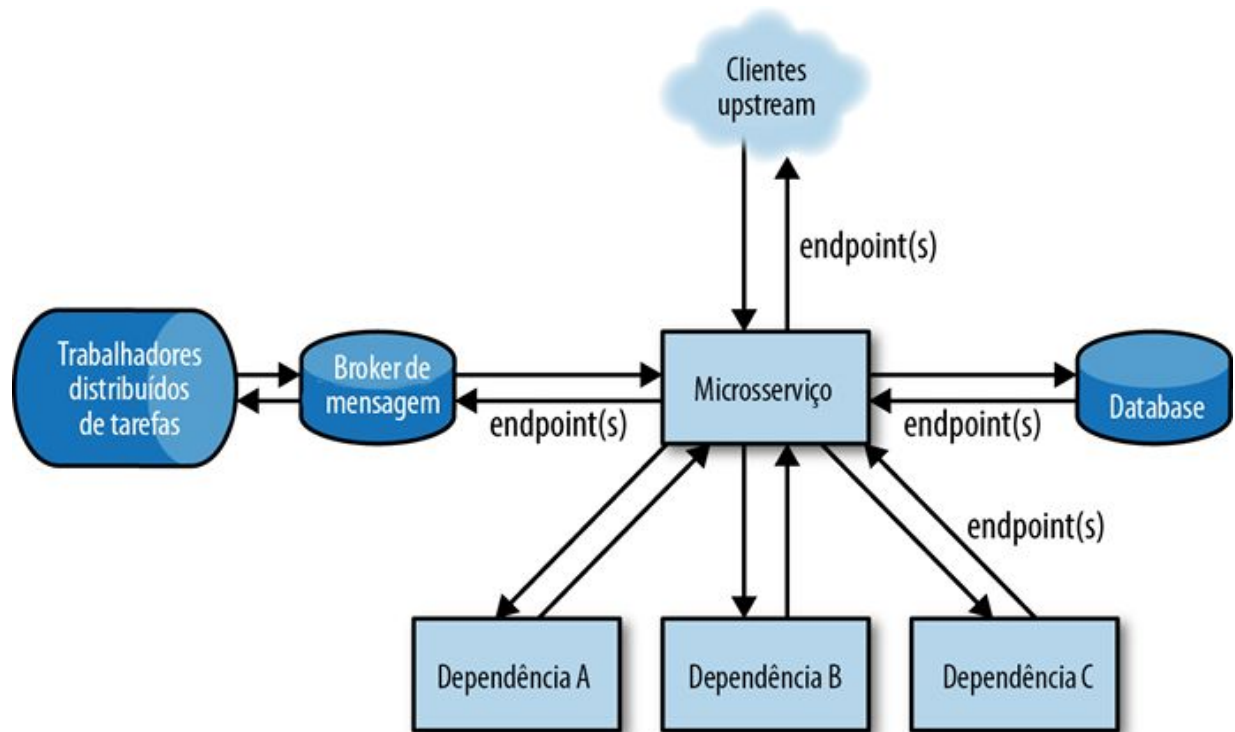 Clientes
upstream
endpoint(s)
Trabalhadores
distribuídos
de tarefas
Broker de
mensagem
endpoint(s)
Microsserviço
endpoint(s)
Database
endpoint(s)
Dependência A
Dependência B
Dependência C